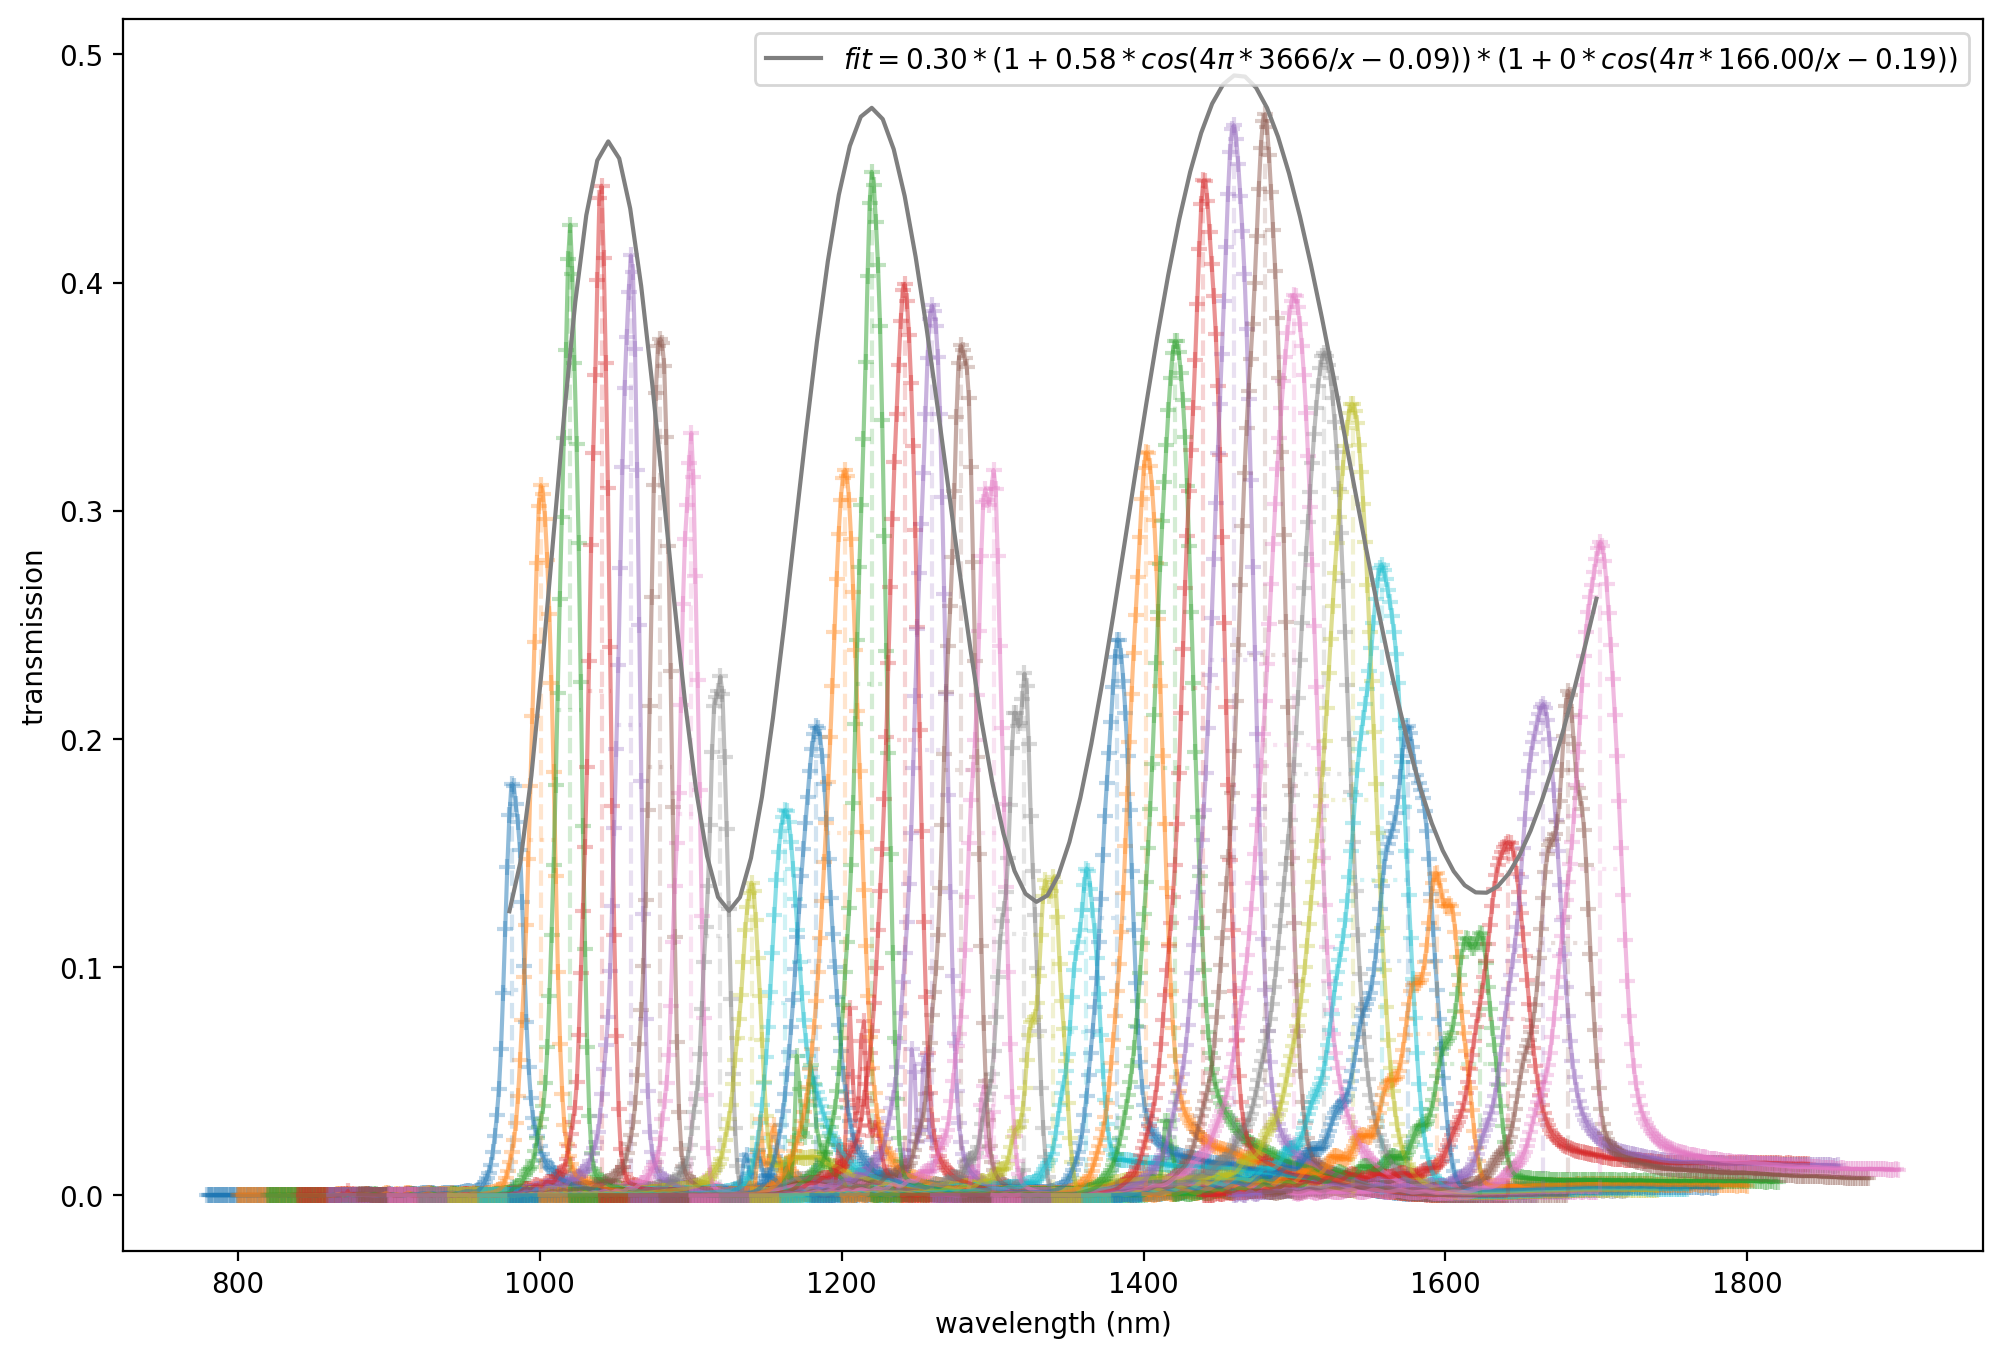 fit = 0.30 * (1 + 0.58 * cos(4π * 3666/x − 0.09)) * (1 + 0 * cos(4π * 166.00/x − 0.19))
0.5
0.4
0.3
0.2
0.1
0.0
transmission
800 1000 1200 1400 1600 1800
wavelength (nm)